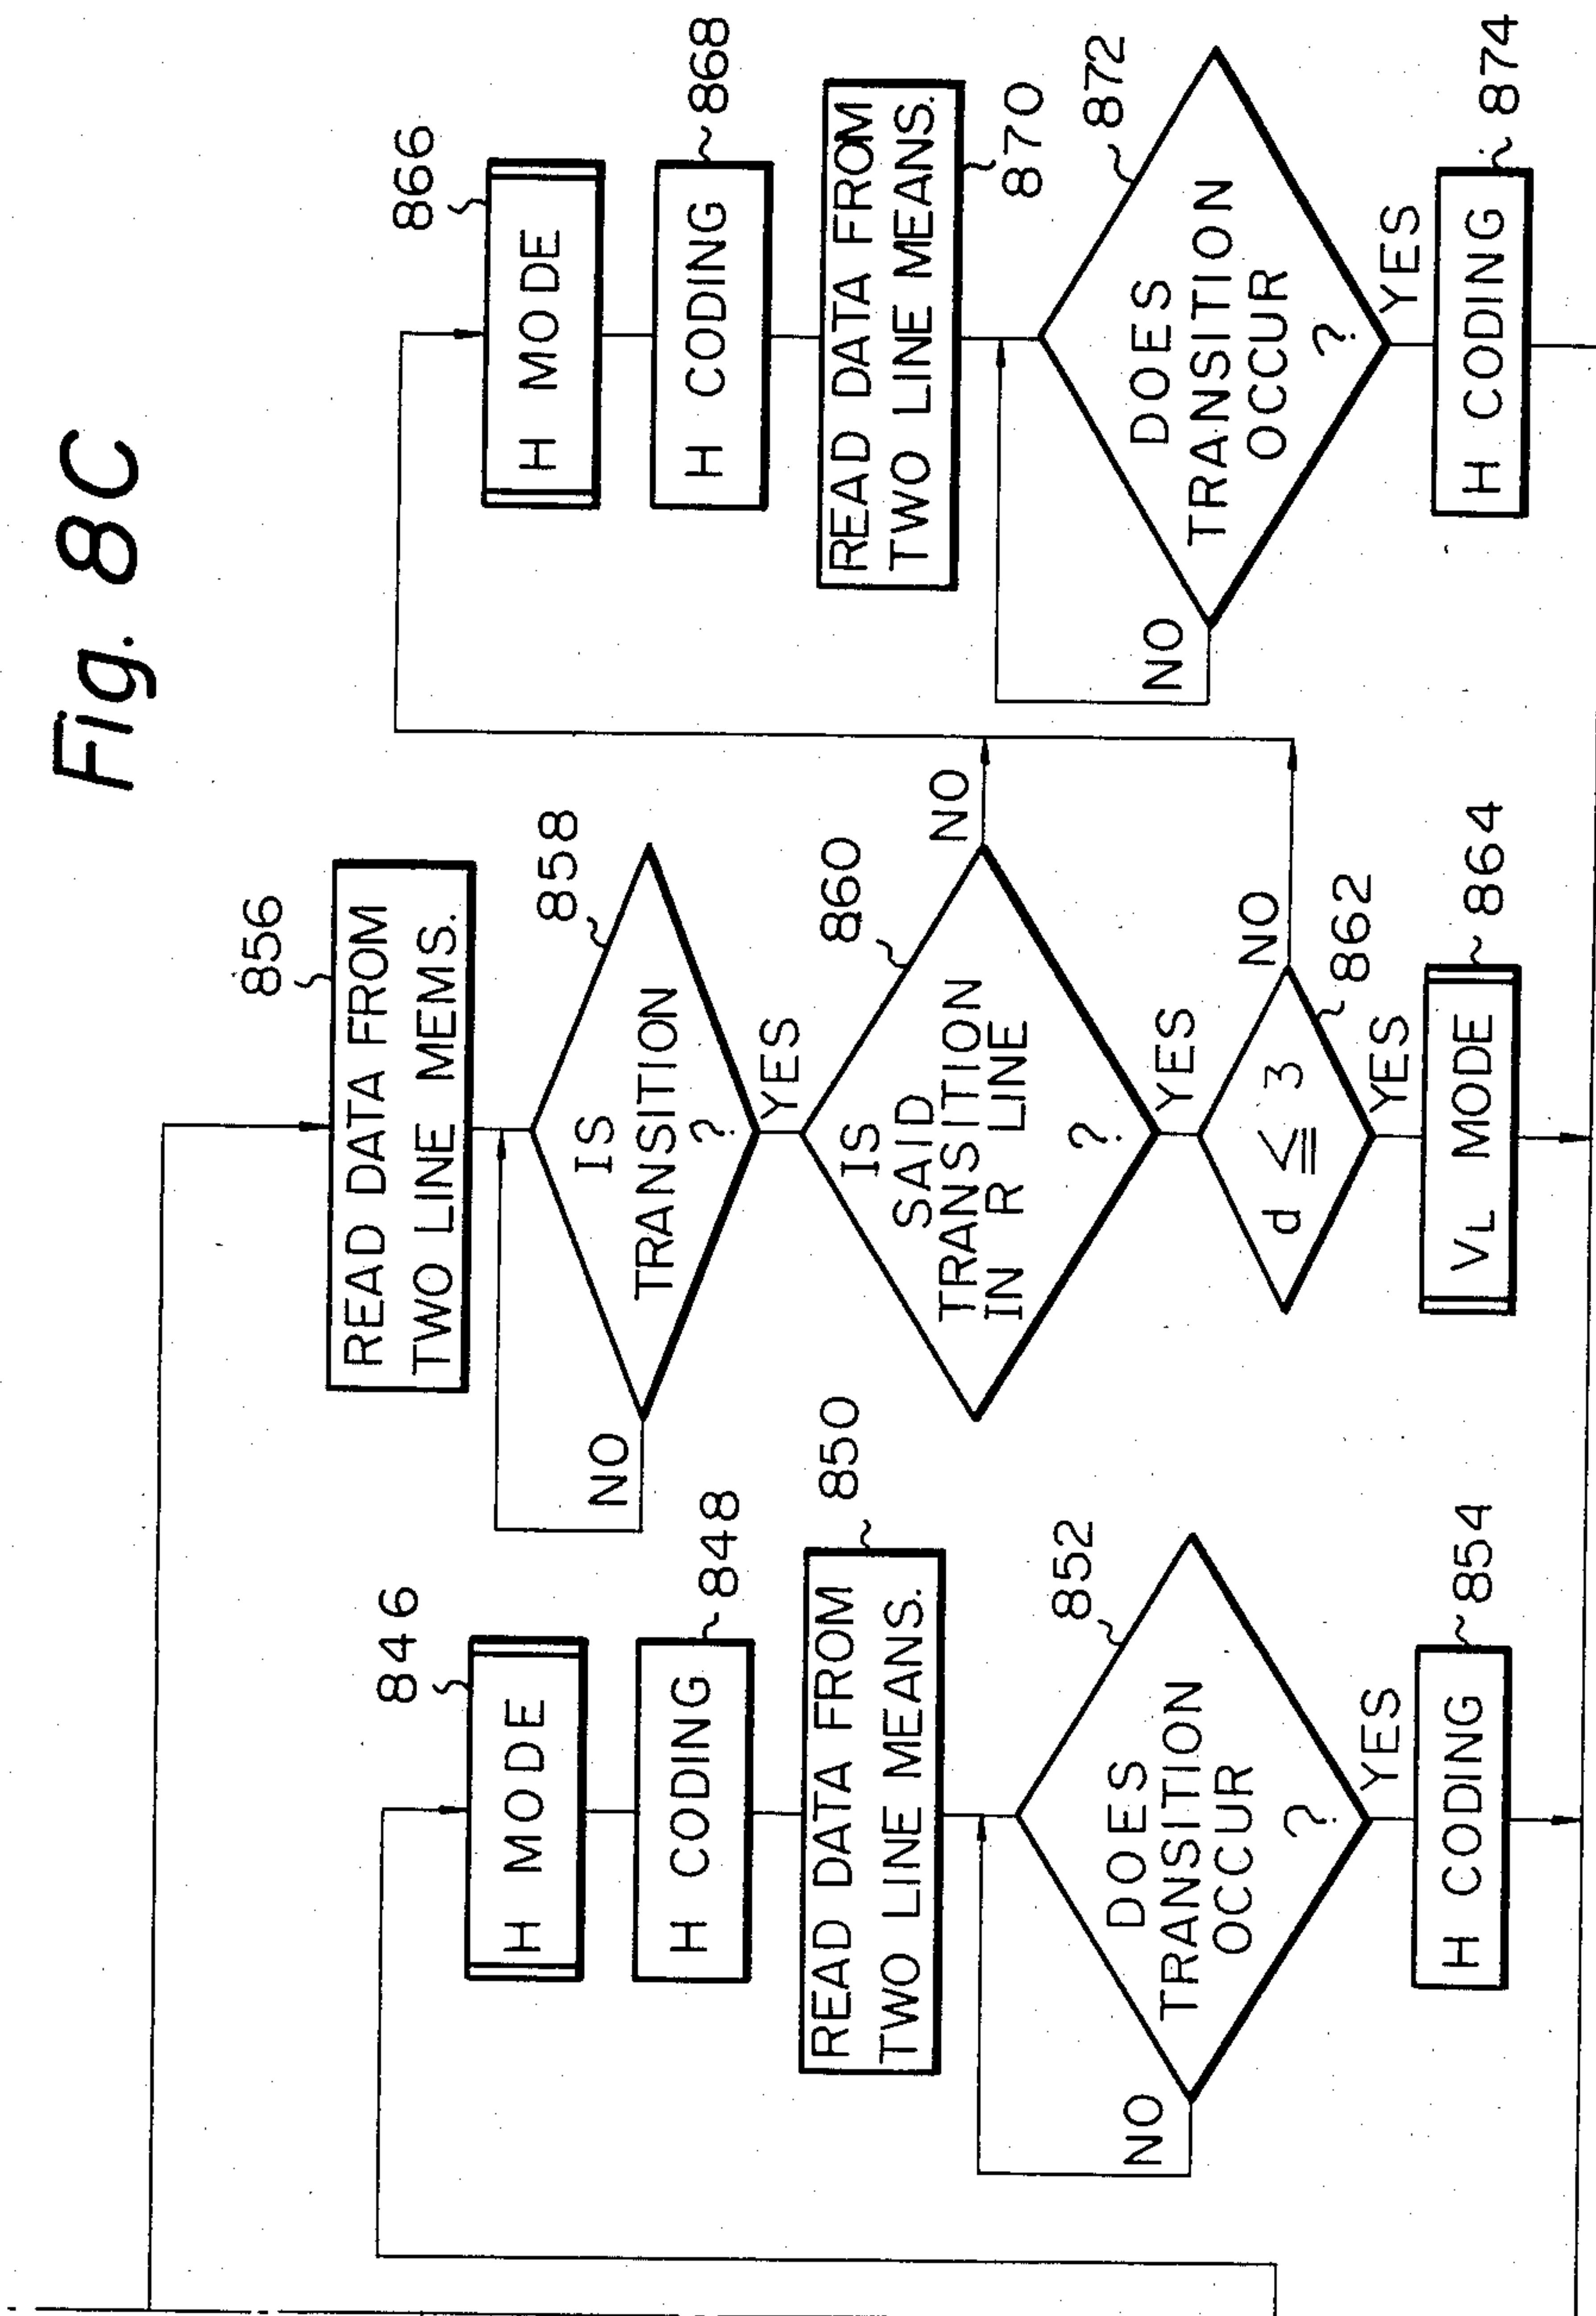 Fig. 8C
846
H MODE
H CODING
848
READ DATA FROM
TWO LINE MEANS.
850
DOES
TRANSITION
OCCUR
?
852
NO
YES
H CODING
854
856
READ DATA FROM
TWO LINE MEMS.
IS
TRANSITION
?
858
NO
YES
IS
SAID
TRANSITION
IN R LINE
?
860
NO
YES
d ≦ 3
862
NO
YES
VL MODE
864
866
H MODE
H CODING
868
READ DATA FROM
TWO LINE MEANS.
870
DOES
TRANSITION
OCCUR
?
872
NO
YES
H CODING
874